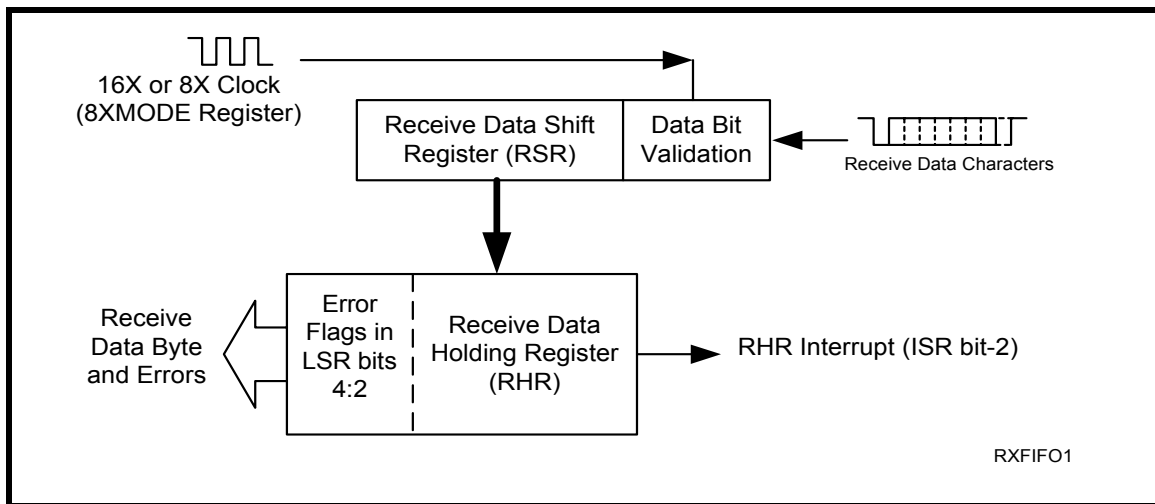 16X or 8X Clock
(8XMODE Register)
Receive Data Shift
Register (RSR)
Data Bit
Validation
Receive Data Characters
Receive
Data Byte
and Errors
Error
Flags in
LSR bits
4:2
Receive Data
Holding Register
(RHR)
RHR Interrupt (ISR bit-2)
RXFIFO1